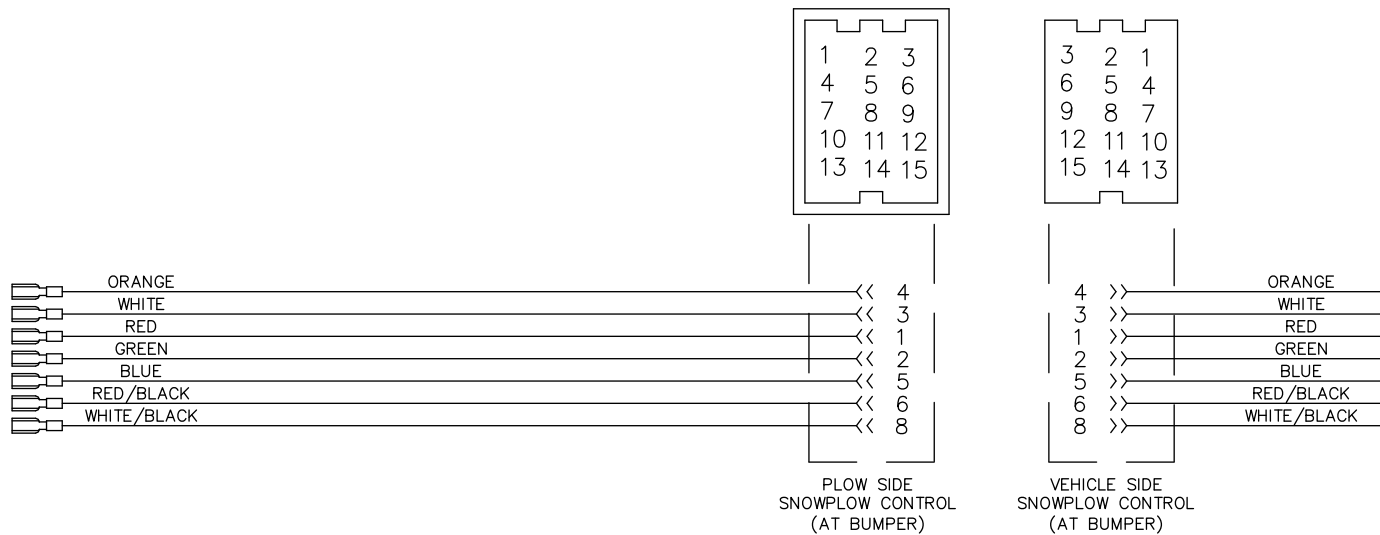 1 2 3
4 5 6
7 8 9
10 11 12
13 14 15
3 2 1
6 5 4
9 8 7
12 11 10
15 14 13
ORANGE 4
WHITE 3
RED 1
GREEN 2
BLUE 5
RED/BLACK 6
WHITE/BLACK 8
PLOW SIDE
SNOWPLOW CONTROL
(AT BUMPER)
4 ORANGE
3 WHITE
1 RED
2 GREEN
5 BLUE
6 RED/BLACK
8 WHITE/BLACK
VEHICLE SIDE
SNOWPLOW CONTROL
(AT BUMPER)